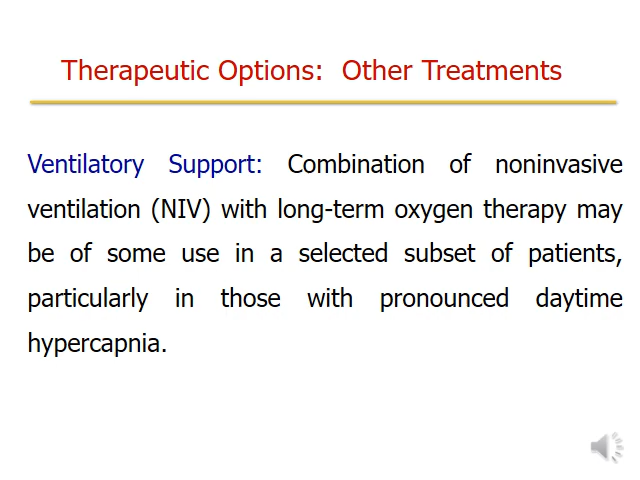 Therapeutic Options:  Other Treatments
Ventilatory Support: Combination of noninvasive
ventilation (NIV) with long-term oxygen therapy may
be of some use in a selected subset of patients,
particularly in those with pronounced daytime
hypercapnia.